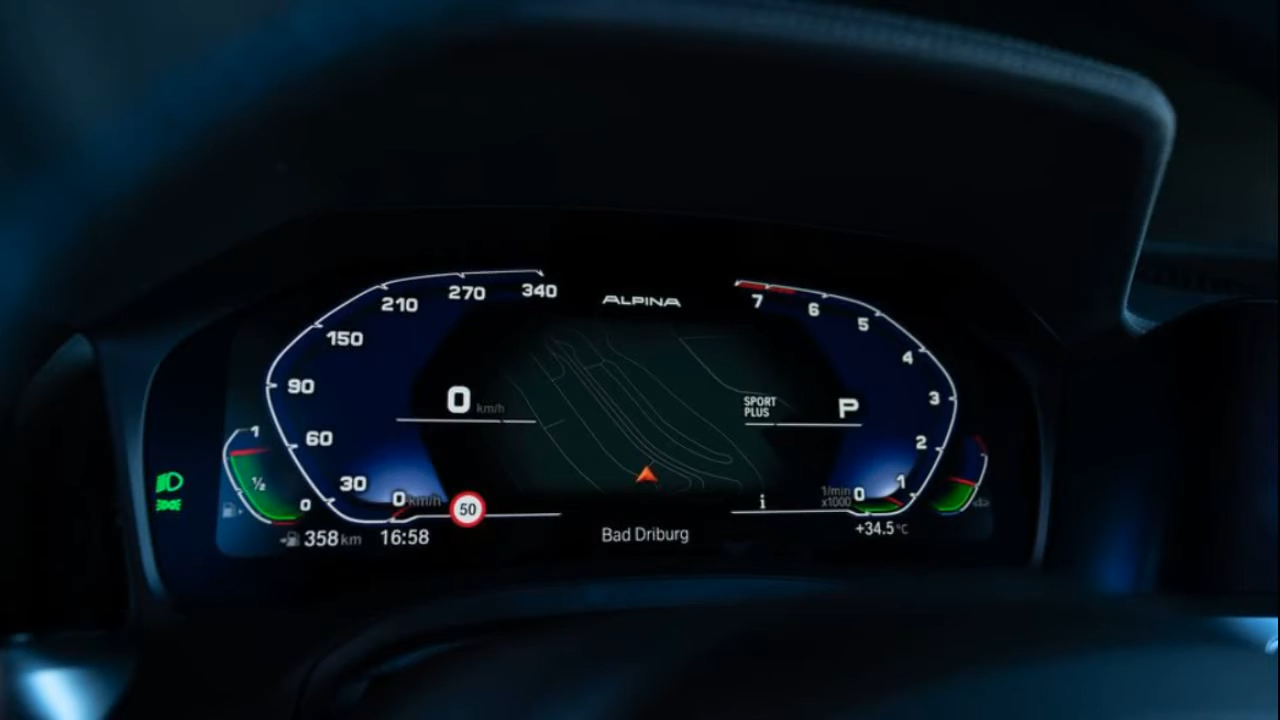 ALPINA
340
270
210
150
90
60
30
0 km/h
0 km/h
50
1
½
0
358 km
16:58
Bad Driburg
SPORT
PLUS
P
7
6
5
4
3
2
1
0
1/min
x1000
i
+34.5 °C